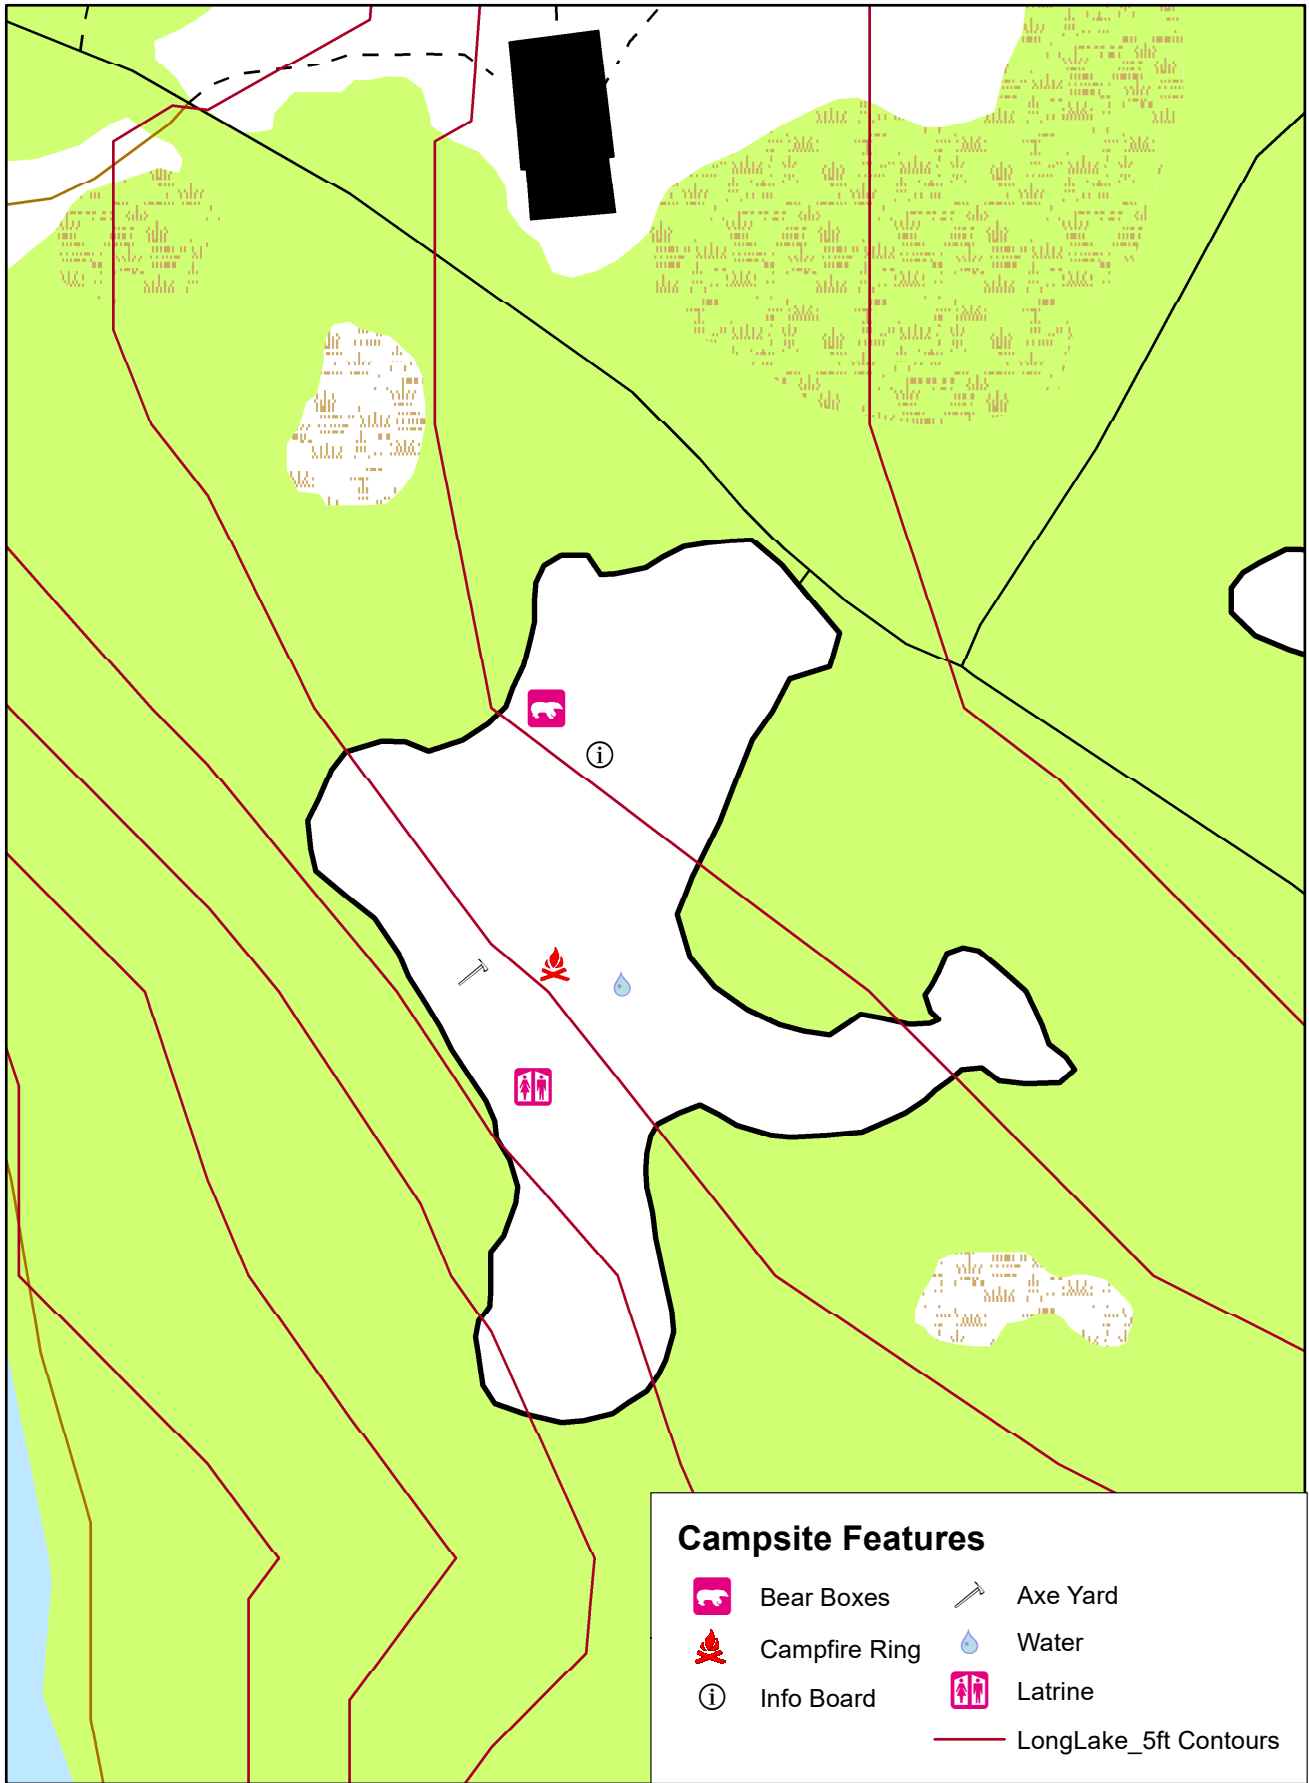 Campsite Features
Bear Boxes
Axe Yard
Campfire Ring
Water
Info Board
Latrine
LongLake_5ft Contours